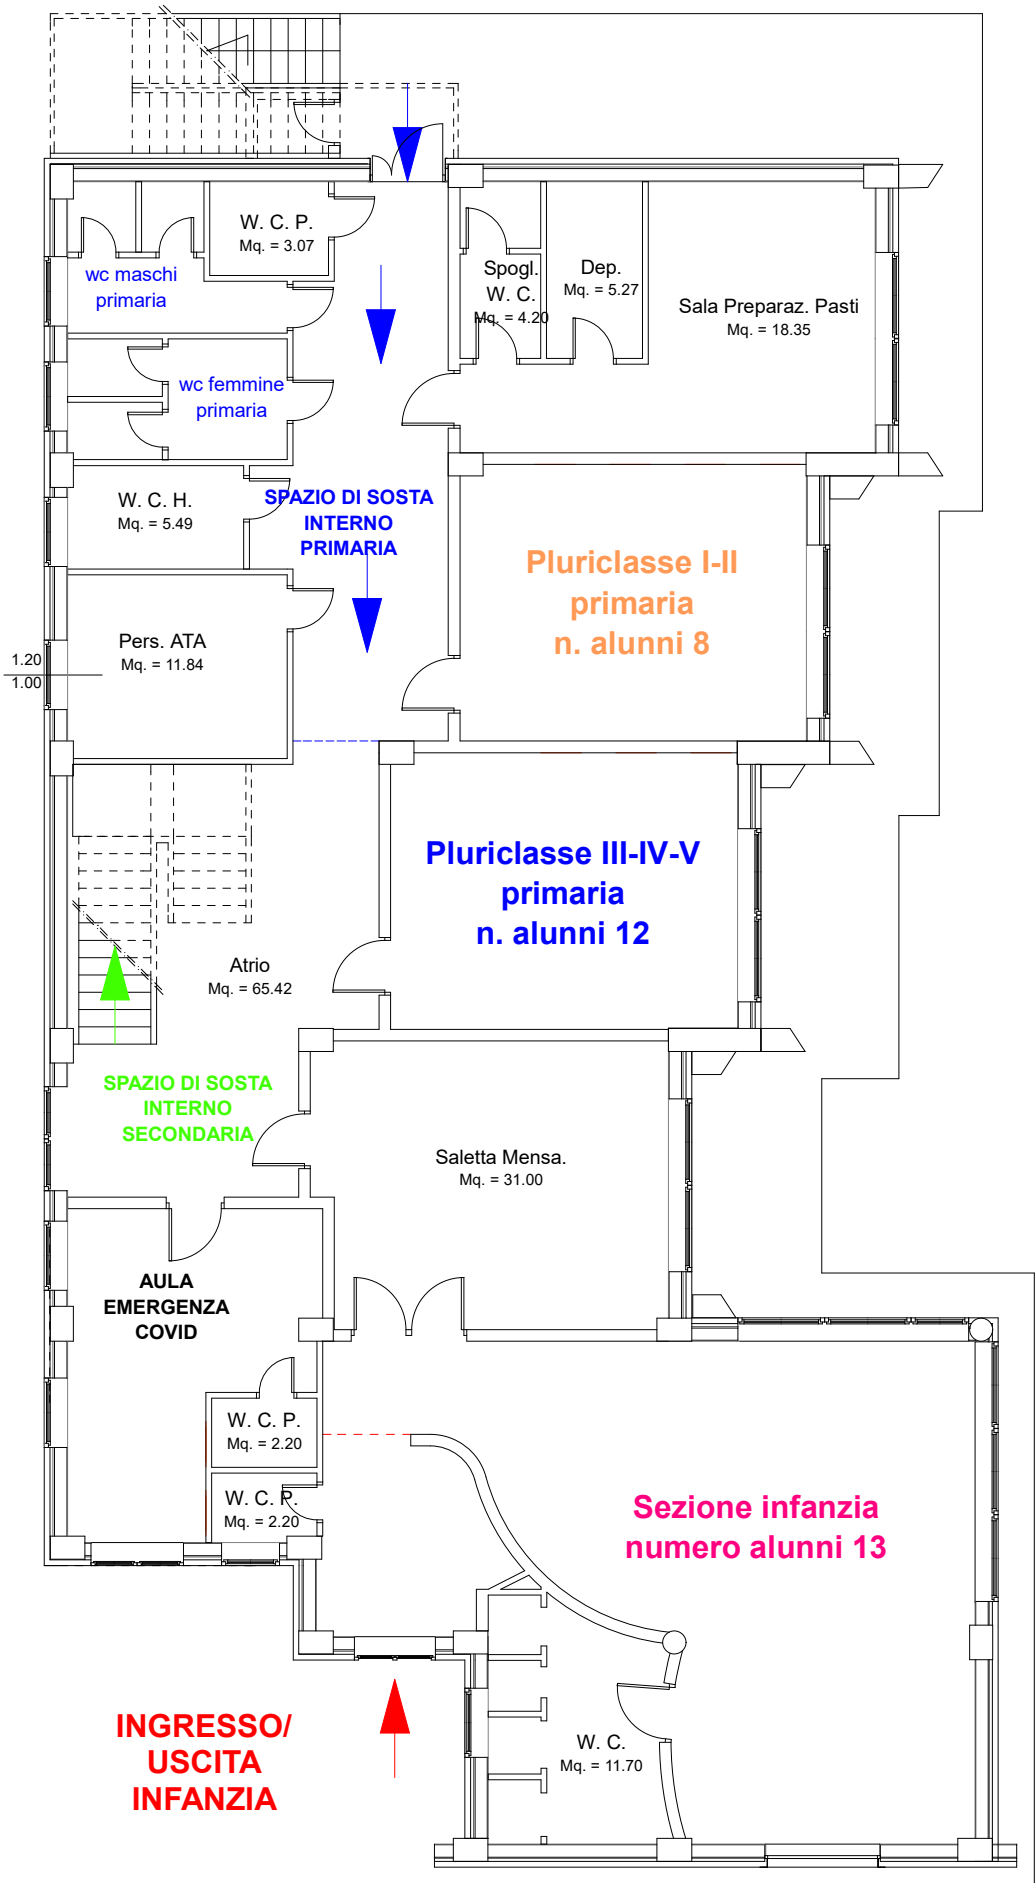 W. C. P.
Mq. = 3.07
wc maschi
primaria
Spogl.
W. C.
Mq. = 4.20
Dep.
Mq. = 5.27
Sala Preparaz. Pasti
Mq. = 18.35
wc femmine
primaria
W. C. H.
Mq. = 5.49
SPAZIO DI SOSTA
INTERNO
PRIMARIA
Pluriclasse I-II
primaria
n. alunni 8
Pers. ATA
Mq. = 11.84
1.20
1.00
Pluriclasse III-IV-V
primaria
n. alunni 12
Atrio
Mq. = 65.42
SPAZIO DI SOSTA
INTERNO
SECONDARIA
Saletta Mensa.
Mq. = 31.00
AULA
EMERGENZA
COVID
W. C. P.
Mq. = 2.20
W. C. P.
Mq. = 2.20
Sezione infanzia
numero alunni 13
INGRESSO/
USCITA
INFANZIA
W. C.
Mq. = 11.70